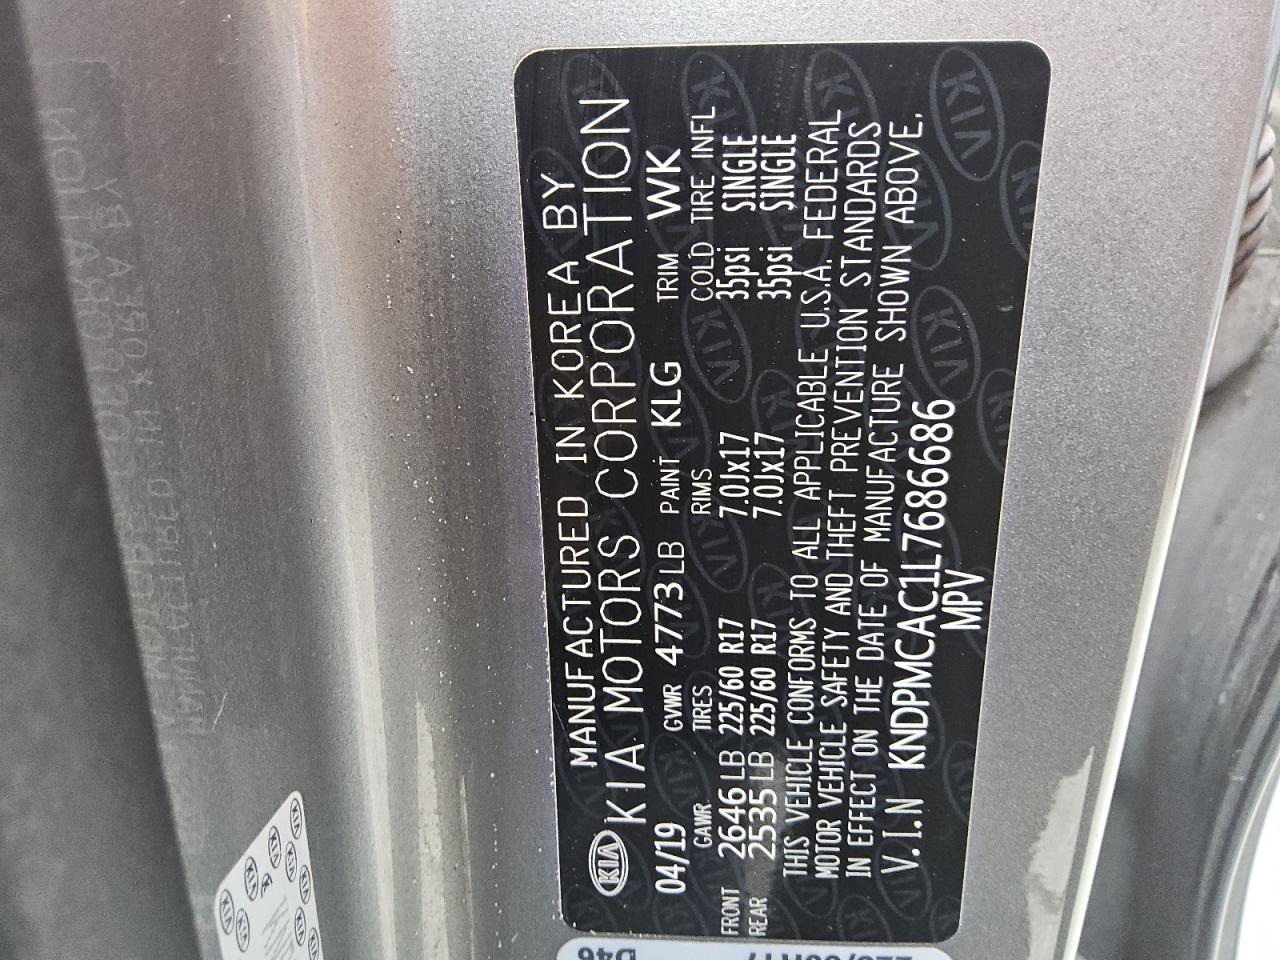 MANUFACTURED IN KOREA BY
KIA KIA MOTORS CORPORATION
04/19 GVWR 4773LB PAINT KLG TRIM WK
GAWR TIRES RIMS COLD TIRE INFL
FRONT 2646LB 225/60 R17 7.0Jx17 35psi SINGLE
REAR 2535LB 225/60 R17 7.0Jx17 35psi SINGLE
THIS VEHICLE CONFORMS TO ALL APPLICABLE U.S.A. FEDERAL
MOTOR VEHICLE SAFETY AND THEFT PREVENTION STANDARDS
IN EFFECT ON THE DATE OF MANUFACTURE SHOWN ABOVE.
V.I.N KNDPMCAC1L7686686
MPV
D46